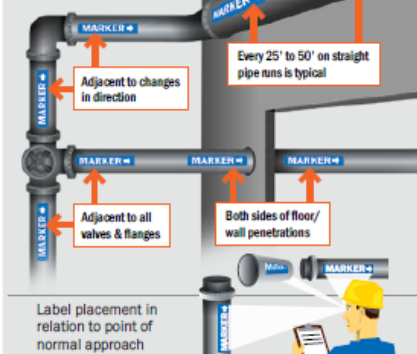 MARKER
MARKER
Every 25' to 50' on straight
pipe runs is typical
Adjacent to changes
in direction
MARKER
MARKER
MARKER
MARKER
MARKER
Adjacent to all
valves & flanges
Both sides of floor/
wall penetrations
MARKER
MARKER
Label placement in
relation to point of
normal approach